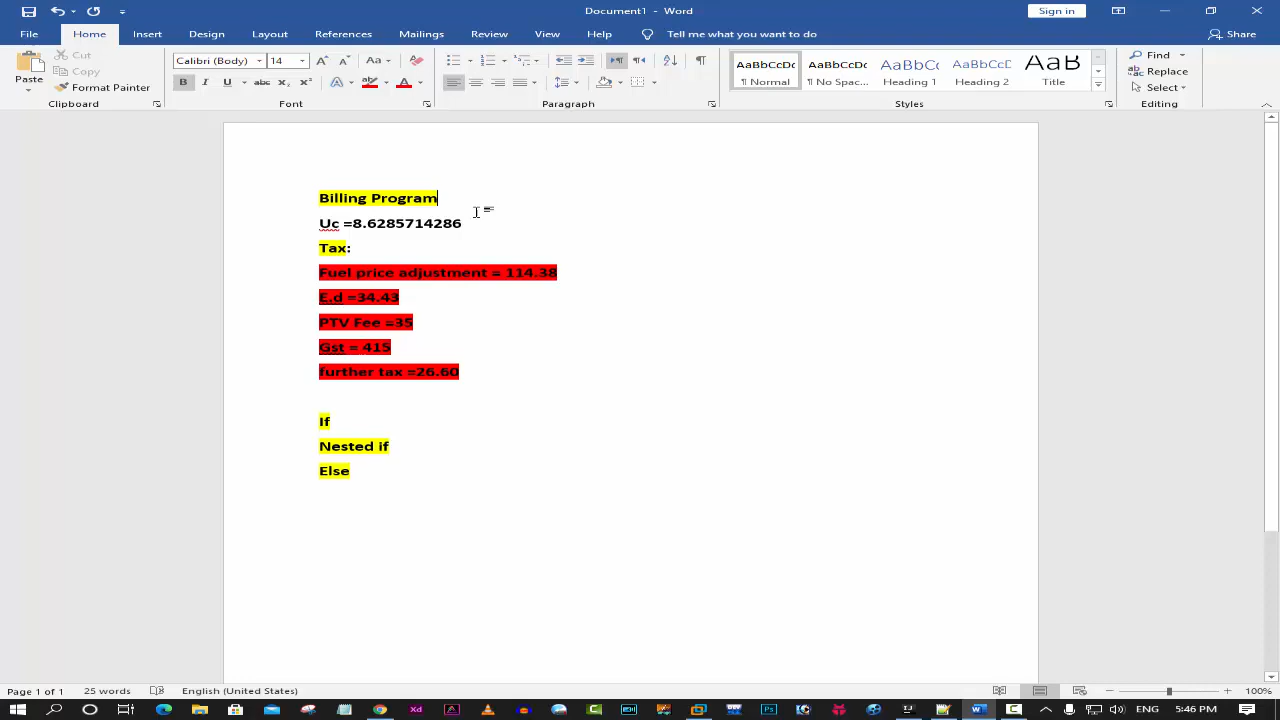 Document1 - Word
Sign in
File Home Insert Design Layout References Mailings Review View Help Tell me what you want to do Share
Paste
Cut
Copy
Format Painter
Clipboard
Calibri (Body) 14
Font
Paragraph
AaBbCcDc
¶ Normal
AaBbCcDc
¶ No Spac...
AaBbCc
Heading 1
AaBbCcD
Heading 2
AaB
Title
Styles
Find
Replace
Select
Editing
Billing Program
Uc =8.6285714286
Tax:
Fuel price adjustment = 114.38
E.d =34.43
PTV Fee =35
Gst = 415
further tax =26.60
If
Nested if
Else
Page 1 of 1 25 words English (United States) 100%
ENG 5:46 PM